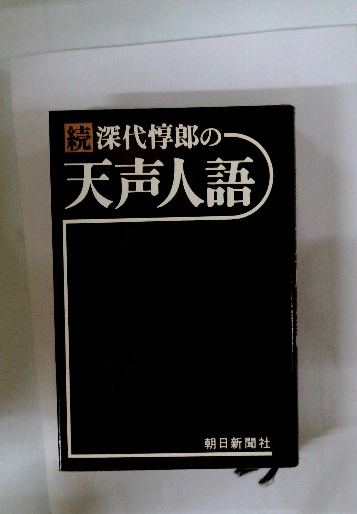 続 深代惇郎の
天声人語
朝日新聞社